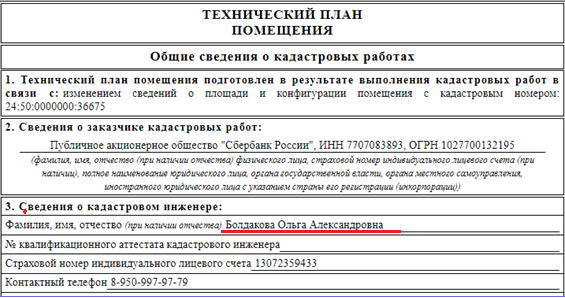 ТЕХНИЧЕСКИЙ ПЛАН
ПОМЕЩЕНИЯ
Общие сведения о кадастровых работах
1. Технический план помещения подготовлен в результате выполнения кадастровых работ в
связи с: изменением сведений о площади и конфигурации помещения с кадастровым номером:
24:50:0000000:36675
2. Сведения о заказчике кадастровых работ:
Публичное акционерное общество "Сбербанк России", ИНН 7707083893, ОГРН 1027700132195
(фамилия, имя, отчество (при наличии отчества) физического лица, страховой номер индивидуального лицевого счета (при
наличии), полное наименование юридического лица, органа государственной власти, органа местного самоуправления,
иностранного юридического лица с указанием страны его регистрации (инкорпорации))
3. Сведения о кадастровом инженере:
Фамилия, имя, отчество (при наличии отчества) Болдакова Ольга Александровна
№ квалификационного аттестата кадастрового инженера
Страховой номер индивидуального лицевого счета 13072359433
Контактный телефон 8-950-997-97-79